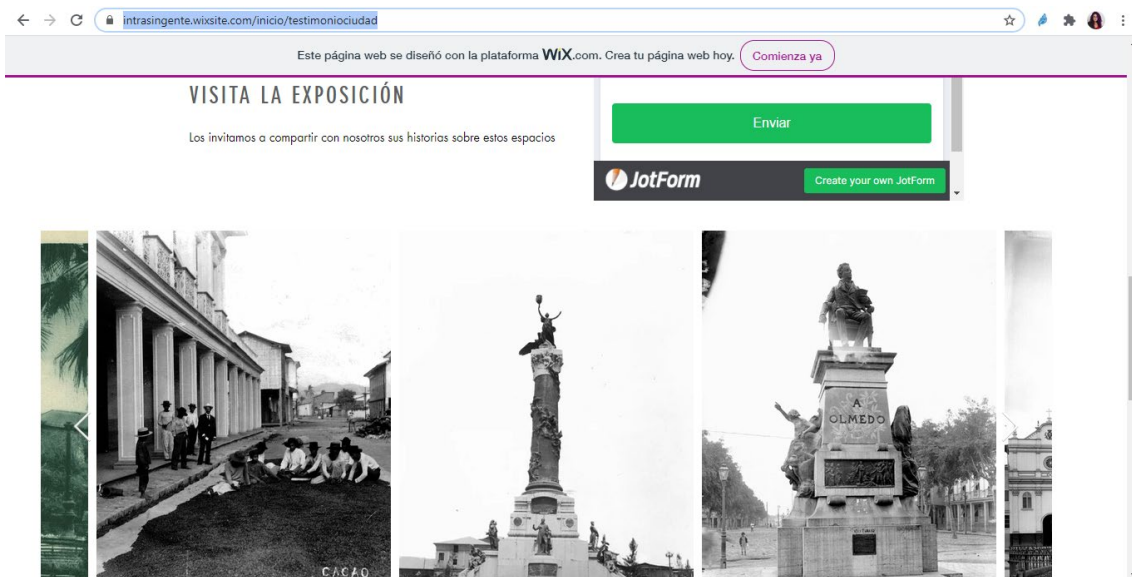 intrasingente.wixsite.com/inicio/testimoniociudad
Este página web se diseñó con la plataforma WiX.com. Crea tu página web hoy. Comienza ya
VISITA LA EXPOSICIÓN
Los invitamos a compartir con nosotros sus historias sobre estos espacios
Enviar
JotForm
Create your own JotForm
A
OLMEDO
CACAO